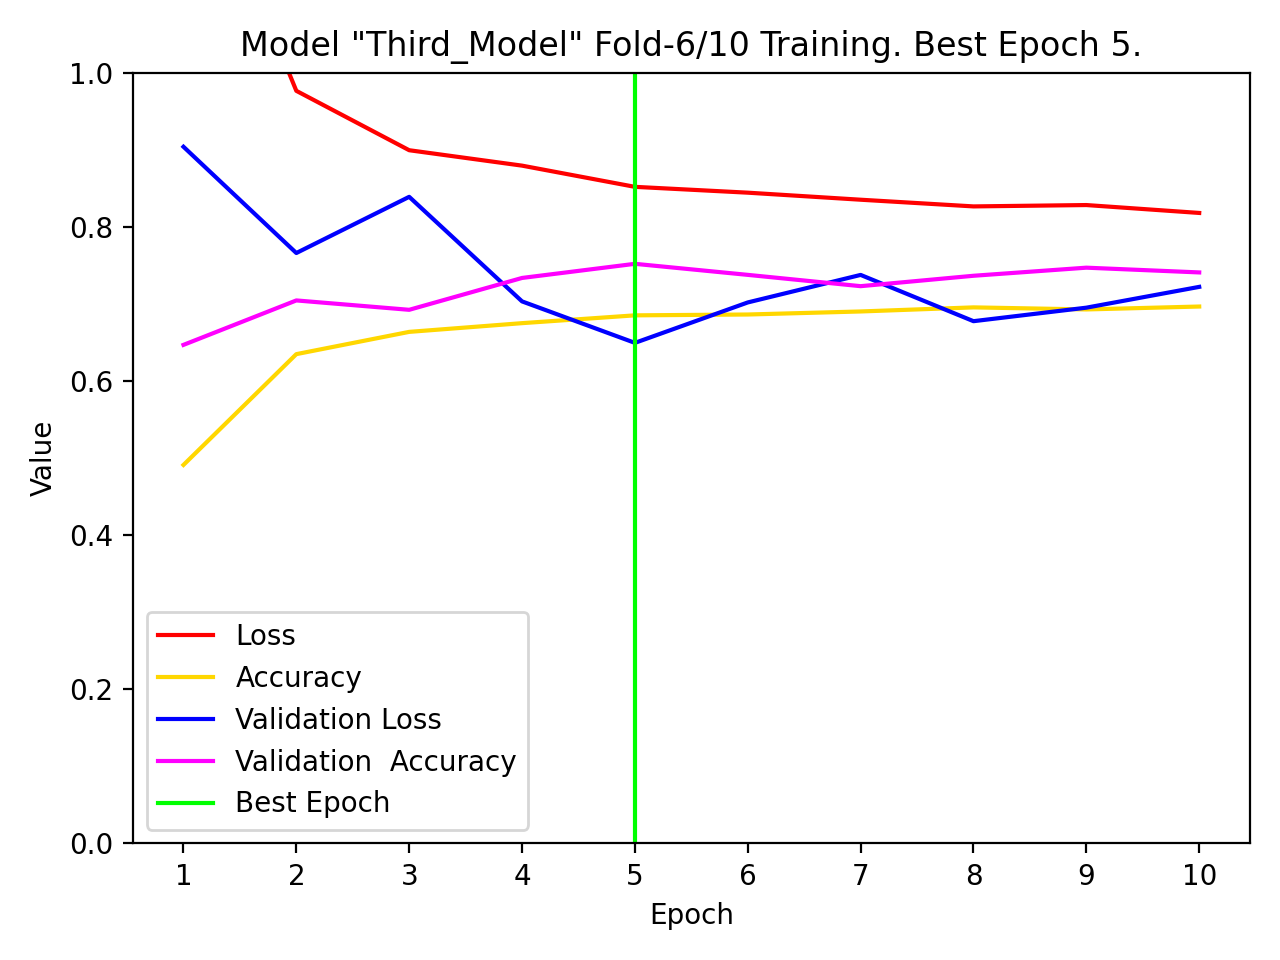 Model "Third_Model" Fold-6/10 Training. Best Epoch 5.
1.0
0.8
0.6
0.4
0.2
0.0
Value
Loss
Accuracy
Validation Loss
Validation  Accuracy
Best Epoch
1 2 3 4 5 6 7 8 9 10
Epoch